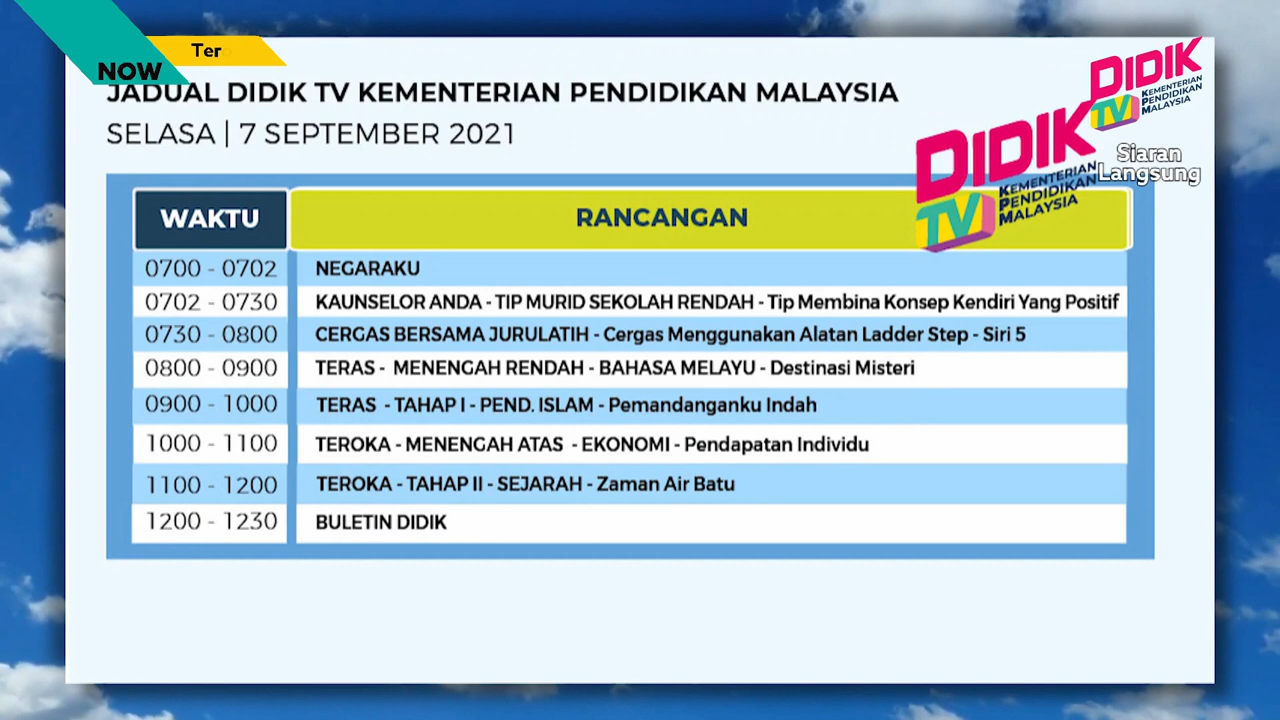 NOW
Ter
JADUAL DIDIK TV KEMENTERIAN PENDIDIKAN MALAYSIA
SELASA | 7 SEPTEMBER 2021
DIDIK
TV
KEMENTERIAN
PENDIDIKAN
MALAYSIA
Siaran
Langsung
DIDIK
TV
KEMENTERIAN
PENDIDIKAN
MALAYSIA
WAKTU RANCANGAN
0700 - 0702 NEGARAKU
0702 - 0730 KAUNSELOR ANDA - TIP MURID SEKOLAH RENDAH - Tip Membina Konsep Kendiri Yang Positif
0730 - 0800 CERGAS BERSAMA JURULATIH - Cergas Menggunakan Alatan Ladder Step - Siri 5
0800 - 0900 TERAS - MENENGAH RENDAH - BAHASA MELAYU - Destinasi Misteri
0900 - 1000 TERAS - TAHAP I - PEND. ISLAM - Pemandanganku Indah
1000 - 1100 TEROKA - MENENGAH ATAS - EKONOMI - Pendapatan Individu
1100 - 1200 TEROKA - TAHAP II - SEJARAH - Zaman Air Batu
1200 - 1230 BULETIN DIDIK